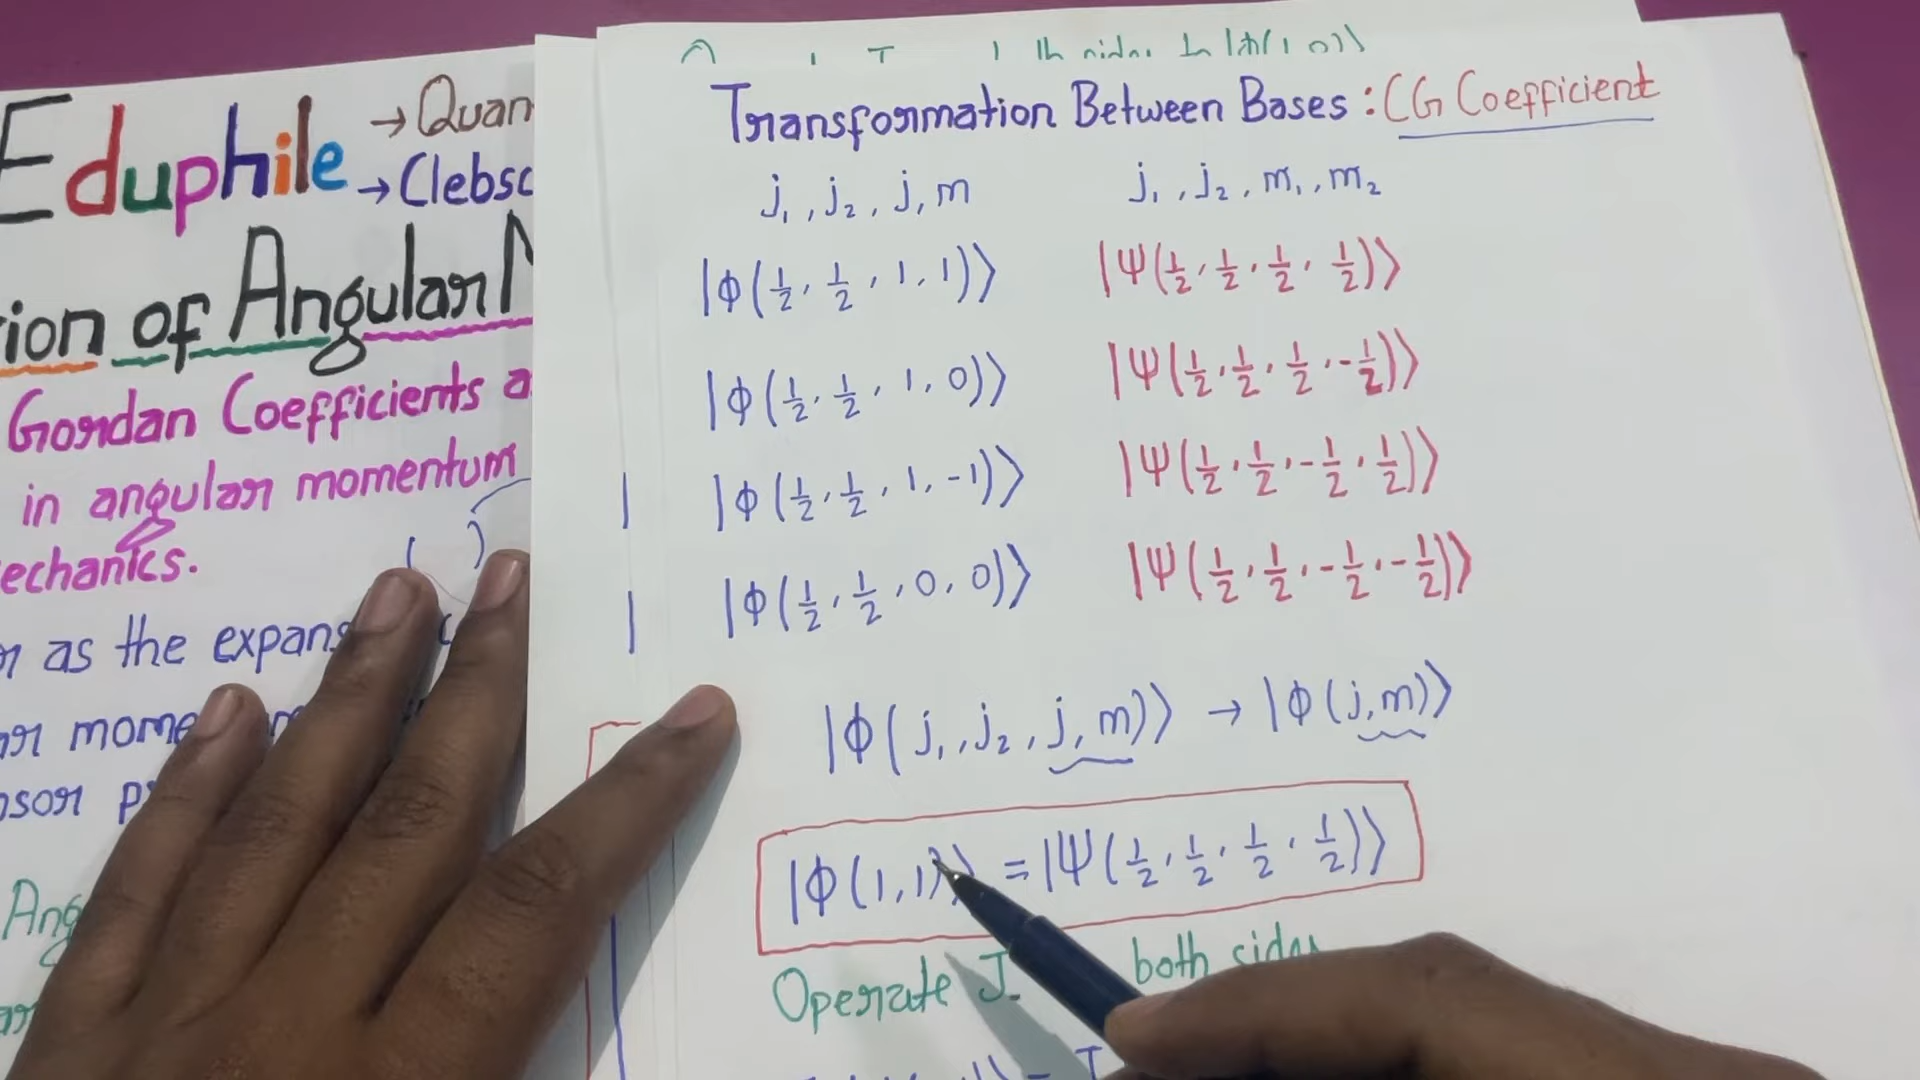 Eduphile → Quan
→ Clebsc
ion of Angular M
Gordan Coefficients a
in angular momentum
echanics.
as the expans
mome
Ang
Transformation Between Bases : CG Coefficient
j₁, j₂, j, m
j₁, j₂, m₁, m₂
|ϕ(1/2, 1/2, 1, 1)⟩
|Ψ(1/2, 1/2, 1/2, 1/2)⟩
|ϕ(1/2, 1/2, 1, 0)⟩
|Ψ(1/2, 1/2, 1/2, -1/2)⟩
|ϕ(1/2, 1/2, 1, -1)⟩
|Ψ(1/2, 1/2, -1/2, 1/2)⟩
|ϕ(1/2, 1/2, 0, 0)⟩
|Ψ(1/2, 1/2, -1/2, -1/2)⟩
|ϕ(j₁, j₂, j, m)⟩ → |ϕ(j, m)⟩
|ϕ(1, 1)⟩ = |Ψ(1/2, 1/2, 1/2, 1/2)⟩
Operate J₋ both sides